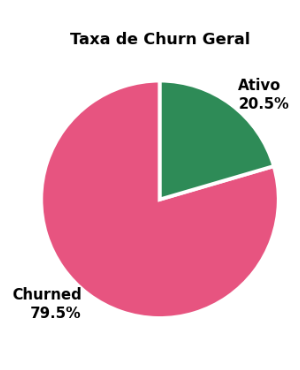 Taxa de Churn Geral
Ativo
20.5%
Churned
79.5%